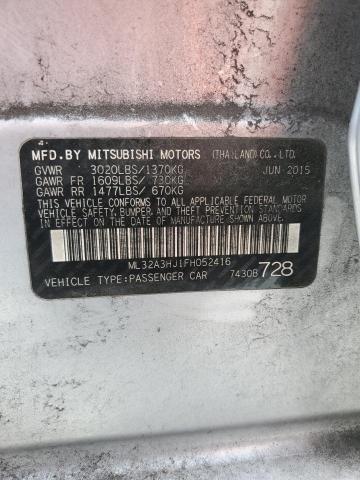 MFD.BY MITSUBISHI MOTORS (THAILAND)CO.,LTD.
GVWR 3020LBS/1370KG JUN-2015
GAWR FR 1609LBS/ 730KG
GAWR RR 1477LBS/ 670KG
THIS VEHICLE CONFORMS TO ALL APPLICABLE FEDERAL MOTOR
VEHICLE SAFETY, BUMPER, AND THEFT PREVENTION STANDARDS
IN EFFECT ON THE DATE OF MANUFACTURE SHOWN ABOVE.
ML32A3HJ1FH052416
VEHICLE TYPE:PASSENGER CAR 7430B 728